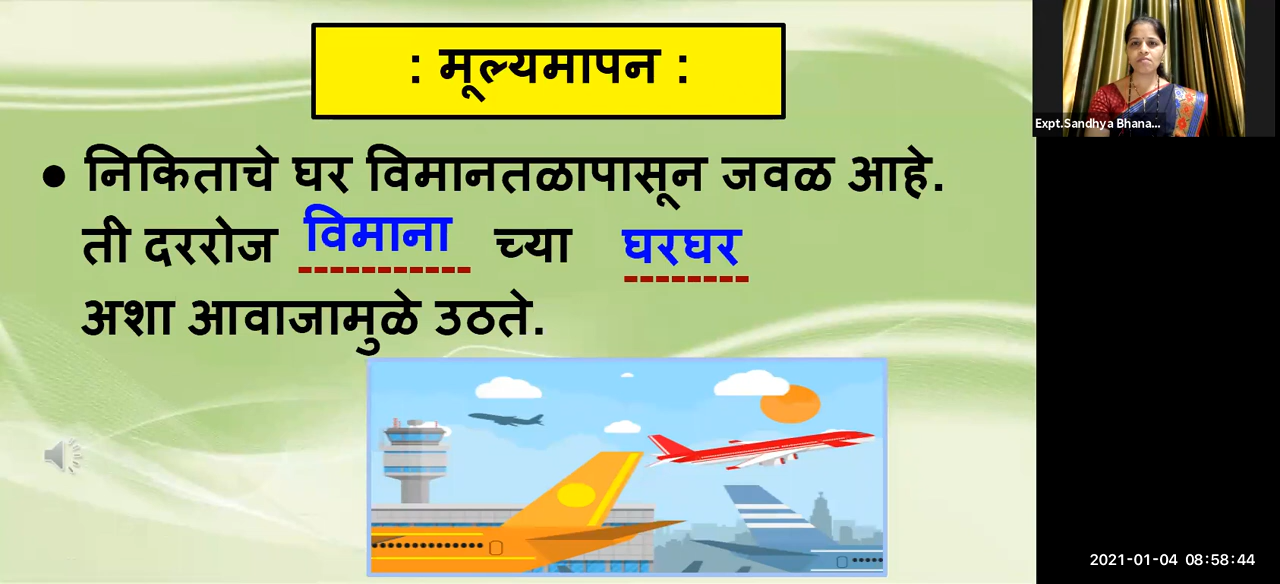 : मूल्यमापन :
Expt.Sandhya Bhana...
• निकिताचे घर विमानतळापासून जवळ आहे.
ती दररोज विमाना च्या घरघर
अशा आवाजामुळे उठते.
2021-01-04 08:58:44